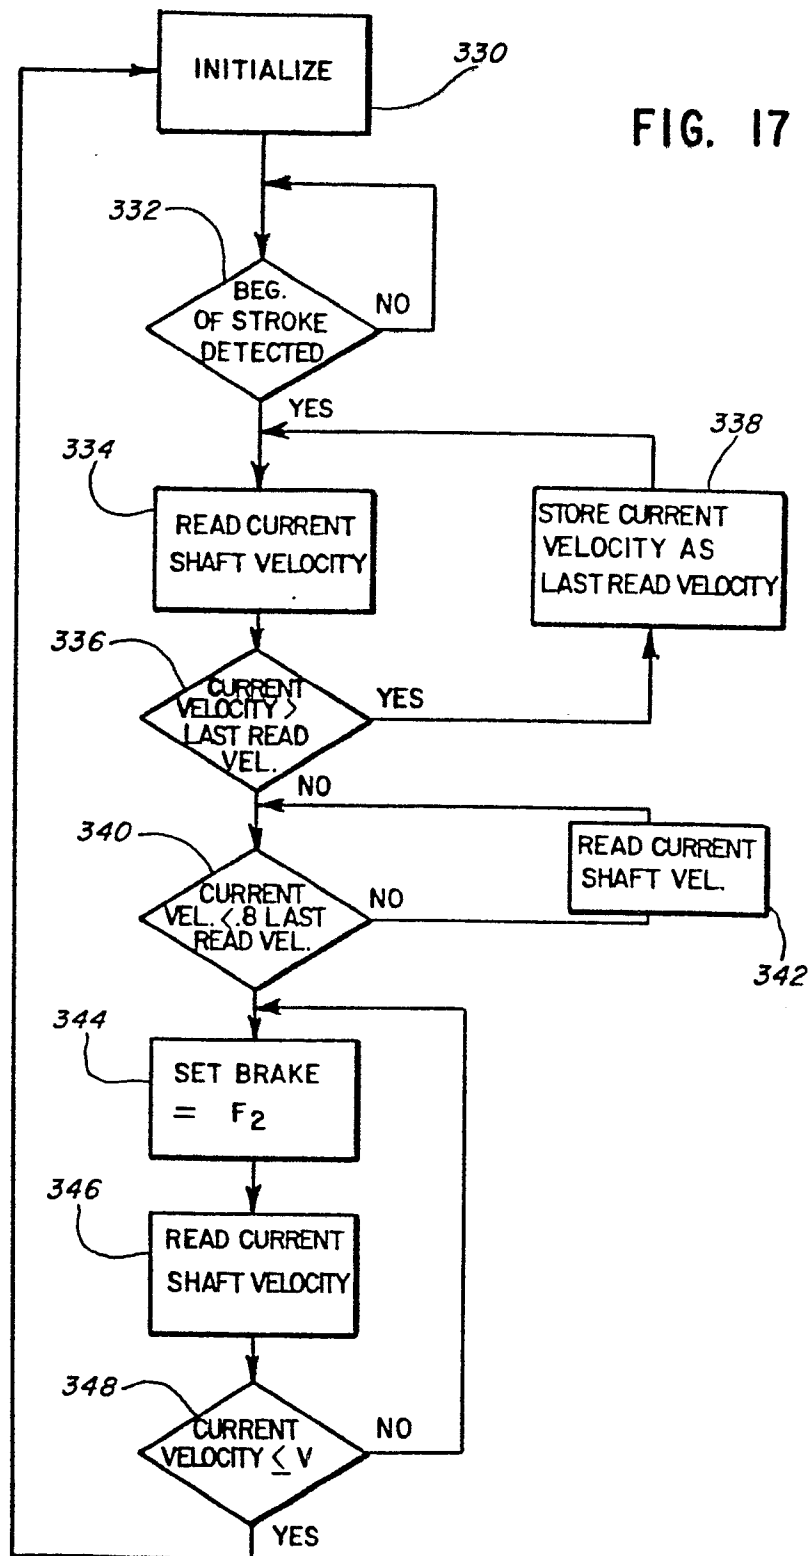 INITIALIZE
330
FIG. 17
332
BEG.
OF STROKE
DETECTED
NO
YES
334
READ CURRENT
SHAFT VELOCITY
338
STORE CURRENT
VELOCITY AS
LAST READ VELOCITY
336
CURRENT
VELOCITY >
LAST READ
VEL.
YES
NO
340
CURRENT
VEL. < .8 LAST
READ VEL.
NO
READ CURRENT
SHAFT VEL.
342
344
SET BRAKE
= F2
346
READ CURRENT
SHAFT VELOCITY
348
CURRENT
VELOCITY ≤ V
NO
YES